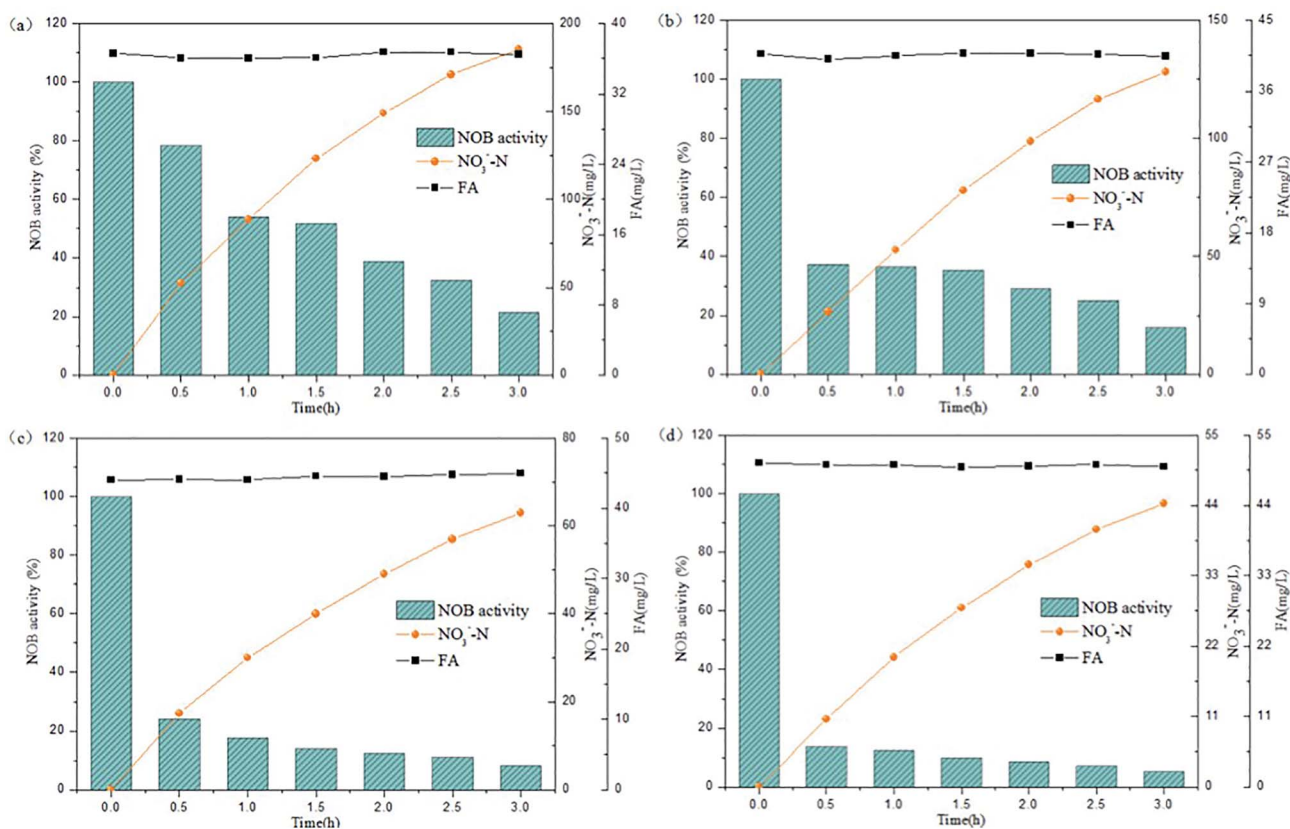 (a)
120
100
80
60
40
20
0
NOB activity (%)
0.0 0.5 1.0 1.5 2.0 2.5 3.0
Time(h)
NOB activity
NO₃⁻-N
FA
200
150
100
50
0
NO₃⁻-N(mg/L)
40
32
24
16
8
0
FA(mg/L)
(b)
120
100
80
60
40
20
0
NOB activity (%)
0.0 0.5 1.0 1.5 2.0 2.5 3.0
Time(h)
NOB activity
NO₃⁻-N
FA
150
100
50
0
NO₃⁻-N(mg/L)
45
36
27
18
9
0
FA(mg/L)
(c)
120
100
80
60
40
20
0
NOB activity (%)
0.0 0.5 1.0 1.5 2.0 2.5 3.0
Time(h)
NOB activity
NO₃⁻-N
FA
80
60
40
20
0
NO₃⁻-N(mg/L)
50
40
30
20
10
0
FA(mg/L)
(d)
120
100
80
60
40
20
0
NOB activity (%)
0.0 0.5 1.0 1.5 2.0 2.5 3.0
Time(h)
NOB activity
NO₃⁻-N
FA
55
44
33
22
11
0
NO₃⁻-N(mg/L)
55
44
33
22
11
0
FA(mg/L)